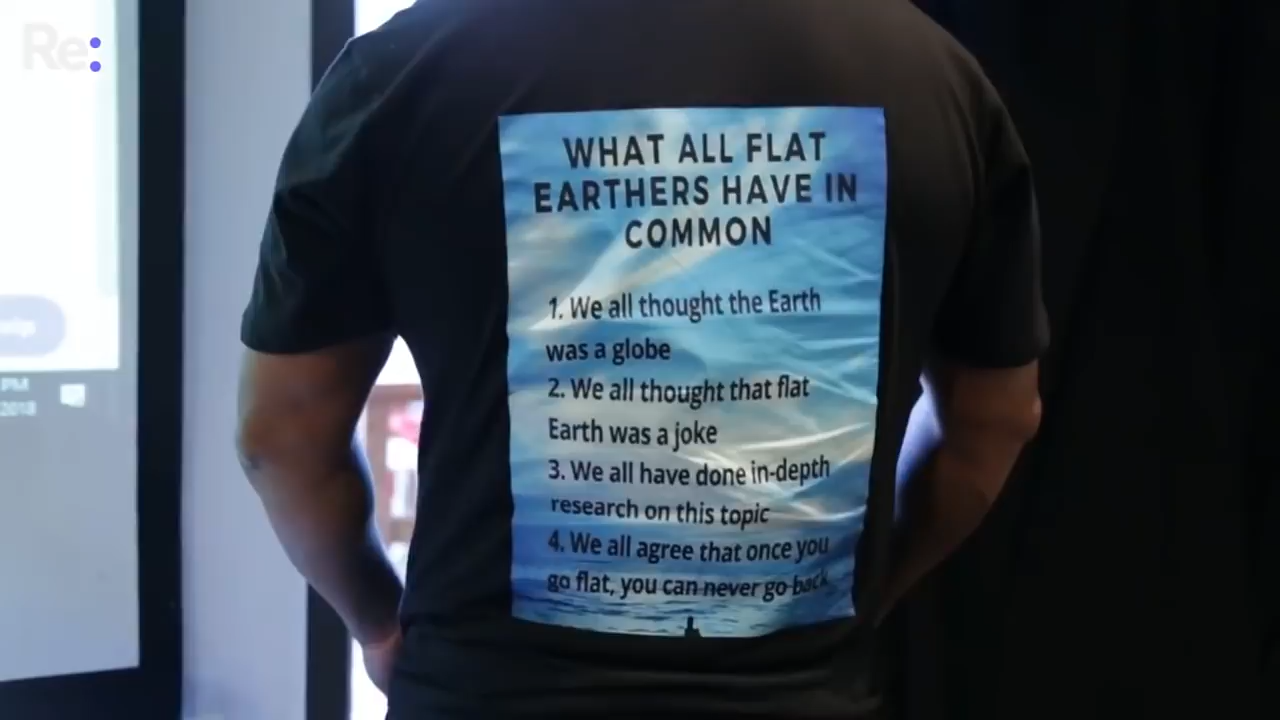 Re:
WHAT ALL FLAT
EARTHERS HAVE IN
COMMON
1. We all thought the Earth
was a globe
2. We all thought that flat
Earth was a joke
3. We all have done in-depth
research on this topic
4. We all agree that once you
go flat, you can never go back.
PM
2018